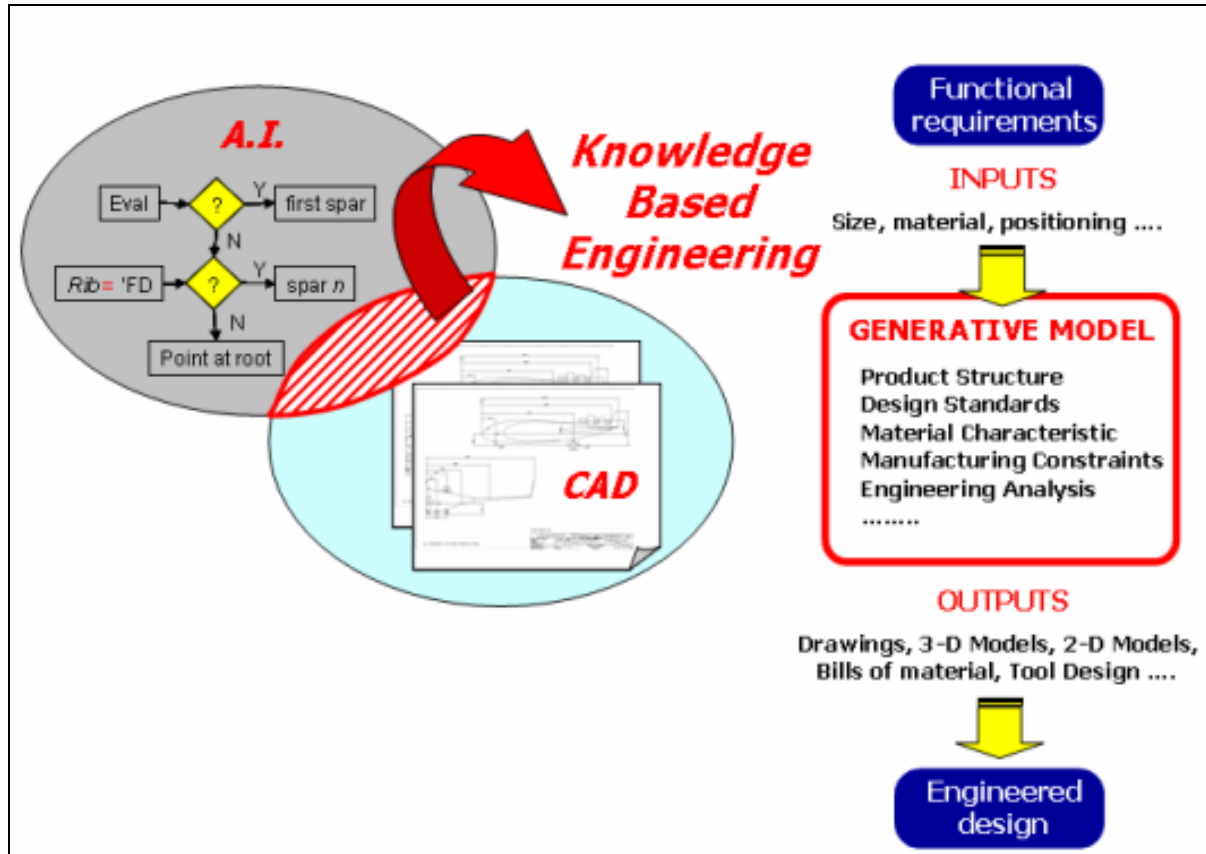 A.I.
Eval
?
Y
first spar
N
Rib= 'FD
?
Y
spar n
N
Point at root
Knowledge
Based
Engineering
CAD
Functional
requirements
INPUTS
Size, material, positioning ....
GENERATIVE MODEL
Product Structure
Design Standards
Material Characteristic
Manufacturing Constraints
Engineering Analysis
........
OUTPUTS
Drawings, 3-D Models, 2-D Models,
Bills of material, Tool Design ....
Engineered
design